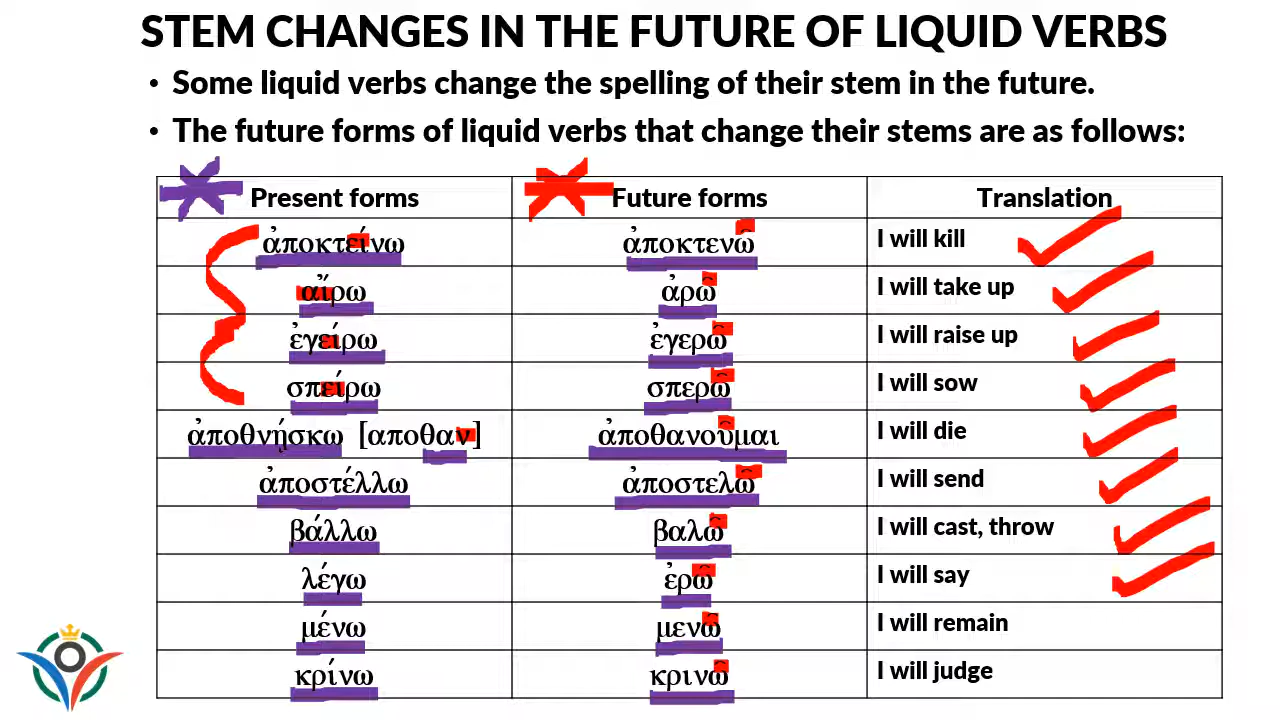 STEM CHANGES IN THE FUTURE OF LIQUID VERBS
• Some liquid verbs change the spelling of their stem in the future.
• The future forms of liquid verbs that change their stems are as follows:
Present forms Future forms Translation
ἀποκτείνω ἀποκτενῶ I will kill
αἴρω ἀρῶ I will take up
ἐγείρω ἐγερῶ I will raise up
σπείρω σπερῶ I will sow
ἀποθνῄσκω [αποθαν] ἀποθανοῦμαι I will die
ἀποστέλλω ἀποστελῶ I will send
βάλλω βαλῶ I will cast, throw
λέγω ἐρῶ I will say
μένω μενῶ I will remain
κρίνω κρινῶ I will judge